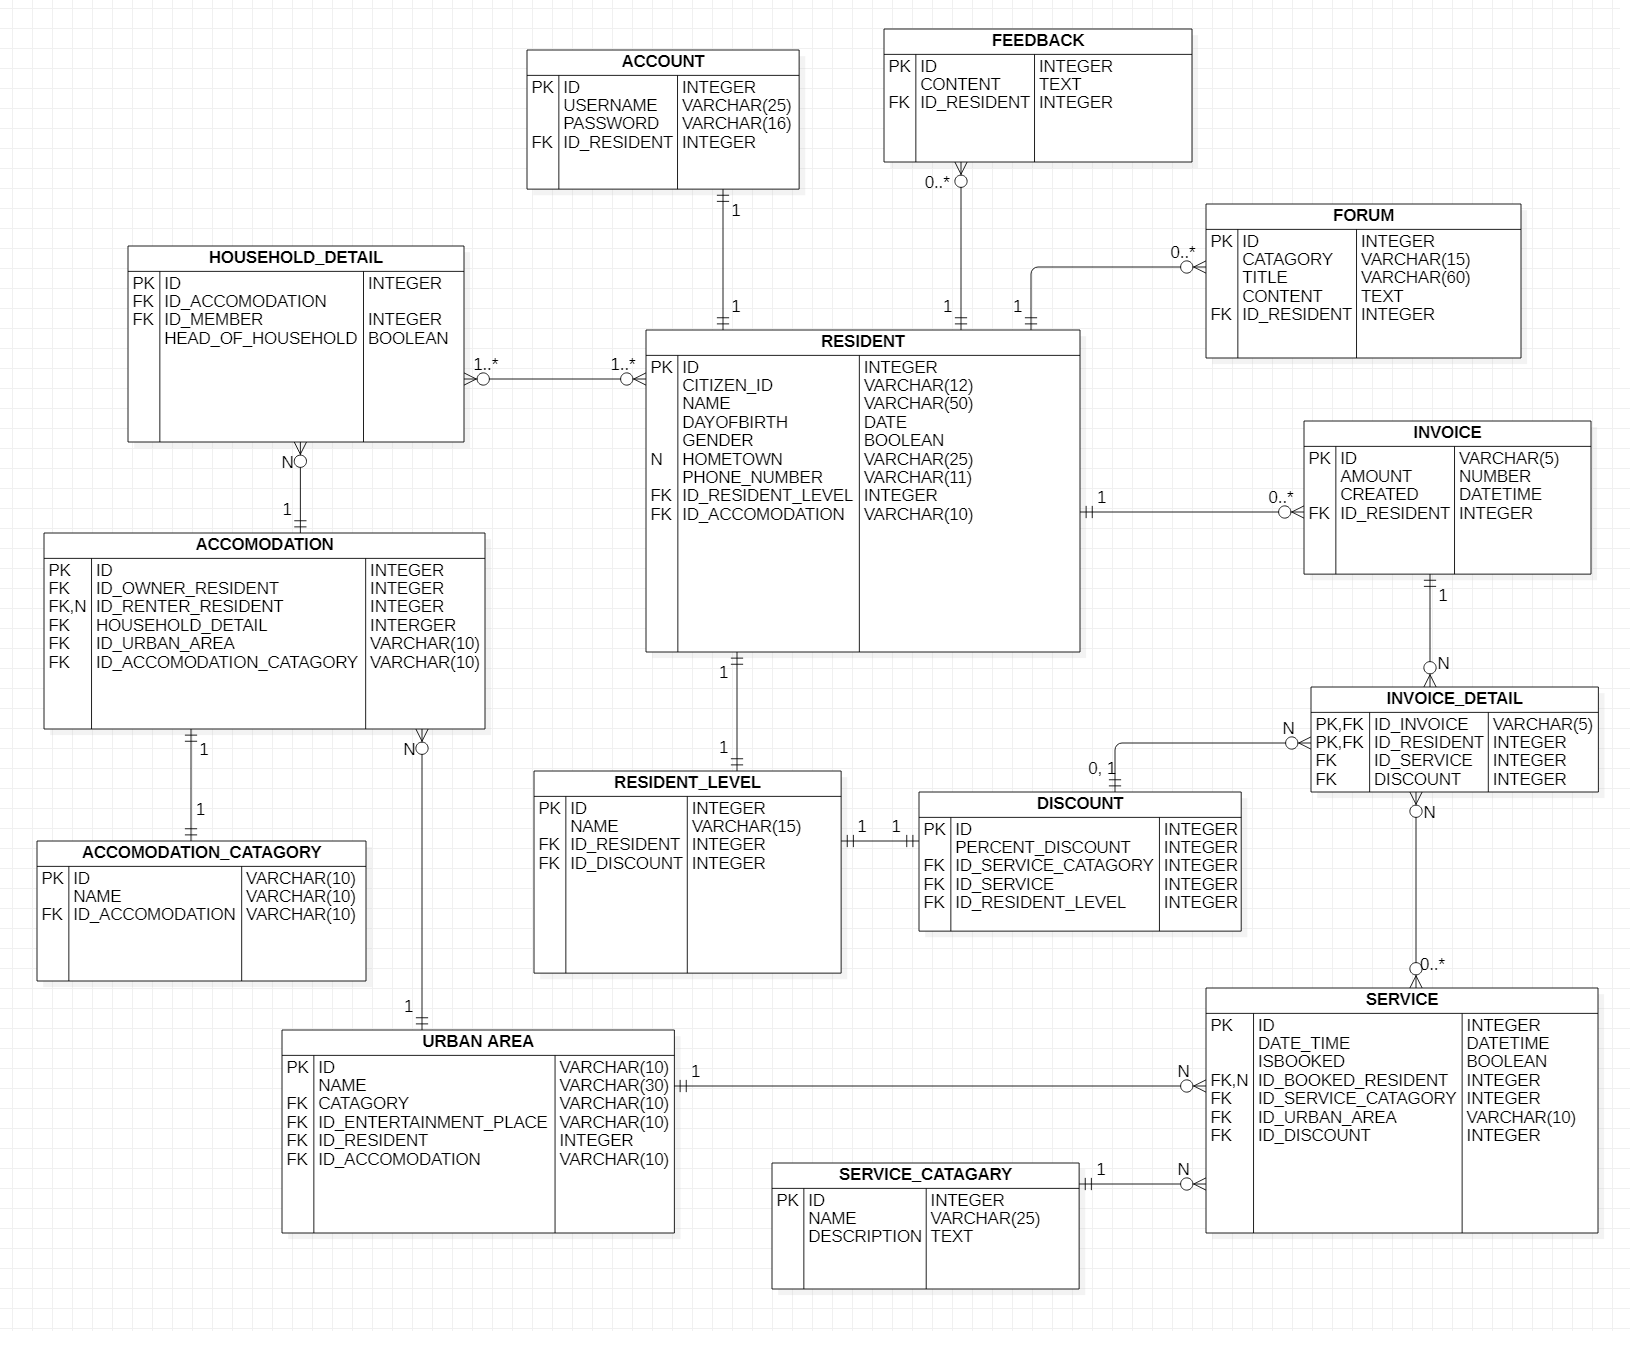 ACCOUNT
PK ID INTEGER
USERNAME VARCHAR(25)
PASSWORD VARCHAR(16)
FK ID_RESIDENT INTEGER
1
1
FEEDBACK
PK ID INTEGER
CONTENT TEXT
FK ID_RESIDENT INTEGER
0..*
1
FORUM
PK ID INTEGER
CATAGORY VARCHAR(15)
TITLE VARCHAR(60)
CONTENT TEXT
FK ID_RESIDENT INTEGER
0..*
1
HOUSEHOLD_DETAIL
PK ID INTEGER
FK ID_ACCOMODATION
FK ID_MEMBER INTEGER
HEAD_OF_HOUSEHOLD BOOLEAN
1..*
1..*
N
1
RESIDENT
PK ID INTEGER
CITIZEN_ID VARCHAR(12)
NAME VARCHAR(50)
DAYOFBIRTH DATE
GENDER BOOLEAN
N HOMETOWN VARCHAR(25)
PHONE_NUMBER VARCHAR(11)
FK ID_RESIDENT_LEVEL INTEGER
FK ID_ACCOMODATION VARCHAR(10)
1
0..*
1
1
INVOICE
PK ID VARCHAR(5)
AMOUNT NUMBER
CREATED DATETIME
FK ID_RESIDENT INTEGER
1
N
ACCOMODATION
PK ID INTEGER
FK ID_OWNER_RESIDENT INTEGER
FK,N ID_RENTER_RESIDENT INTEGER
FK HOUSEHOLD_DETAIL INTERGER
FK ID_URBAN_AREA VARCHAR(10)
FK ID_ACCOMODATION_CATAGORY VARCHAR(10)
1
1
N
1
INVOICE_DETAIL
PK,FK ID_INVOICE VARCHAR(5)
PK,FK ID_RESIDENT INTEGER
FK ID_SERVICE INTEGER
FK DISCOUNT INTEGER
N
0, 1
N
0..*
RESIDENT_LEVEL
PK ID INTEGER
NAME VARCHAR(15)
FK ID_RESIDENT INTEGER
FK ID_DISCOUNT INTEGER
1
1
DISCOUNT
PK ID INTEGER
PERCENT_DISCOUNT INTEGER
FK ID_SERVICE_CATAGORY INTEGER
FK ID_SERVICE INTEGER
FK ID_RESIDENT_LEVEL INTEGER
ACCOMODATION_CATAGORY
PK ID VARCHAR(10)
NAME VARCHAR(10)
FK ID_ACCOMODATION VARCHAR(10)
URBAN AREA
PK ID VARCHAR(10)
NAME VARCHAR(30)
FK CATAGORY VARCHAR(10)
FK ID_ENTERTAINMENT_PLACE VARCHAR(10)
FK ID_RESIDENT INTEGER
FK ID_ACCOMODATION VARCHAR(10)
1
N
SERVICE
PK ID INTEGER
DATE_TIME DATETIME
ISBOOKED BOOLEAN
FK,N ID_BOOKED_RESIDENT INTEGER
FK ID_SERVICE_CATAGORY INTEGER
FK ID_URBAN_AREA VARCHAR(10)
FK ID_DISCOUNT INTEGER
SERVICE_CATAGARY
PK ID INTEGER
NAME VARCHAR(25)
DESCRIPTION TEXT
1
N